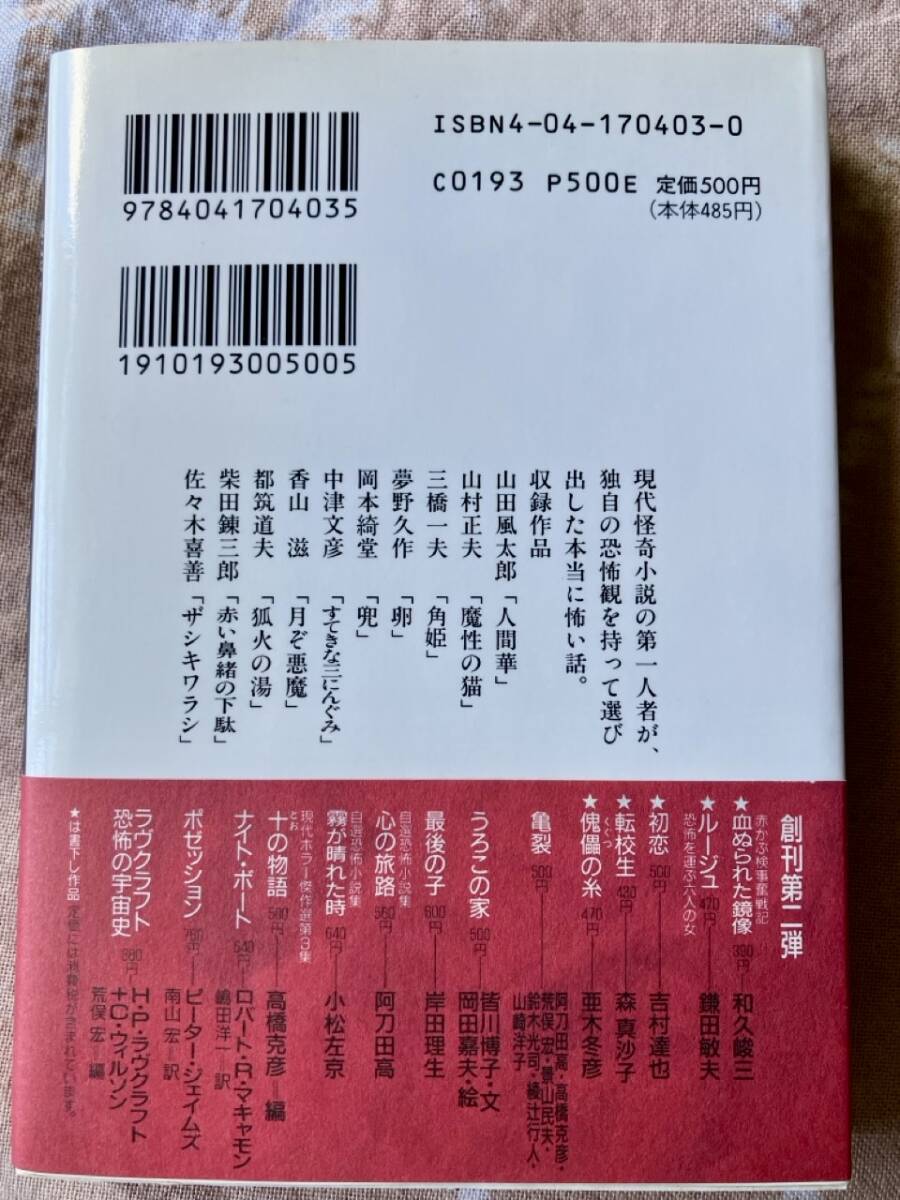 ISBN4-04-170403-0
C0193 P500E 定価500円
(本体485円)
9784041704035
1910193005005
現代怪奇小説の第一人者が、
独自の恐怖観を持って選び
出した本当に怖い話。
収録作品
山田風太郎「人間華」
山村正夫「魔性の猫」
三橋一夫「角姫」
夢野久作「卵」
岡本綺堂「兜」
中津文彦「すてきな三にんぐみ」
香山 滋「月ぞ悪魔」
都筑道夫「狐火の湯」
柴田錬三郎「赤い鼻緒の下駄」
佐々木喜善「ザシキワラシ」
創刊第二弾
赤かぶ検事奮戦記
★血ぬられた鏡像 390円 和久峻三
★ルージュ 470円 鎌田敏夫
恐怖を運ぶ六人の女
★初恋 500円 吉村達也
★転校生 430円 森 真沙子
くぐつ
★傀儡の糸 470円 亜木冬彦
亀裂 500円 阿刀田高・高橋克彦・
荒俣 宏・景山民夫・
鈴木光司・綾辻行人・
山崎洋子
うろこの家 500円 皆川博子・文
岡田嘉夫・絵
最後の子 600円 岸田理生
自選恐怖小説集
心の旅路 560円 阿刀田高
自選恐怖小説集
霧が晴れた時 640円 小松左京
現代ホラー傑作選第3集
とお
十の物語 560円 高橋克彦=編
ナイト・ボート 640円 ロバート・R・マキャモン
嶋田洋一=訳
ポゼッション 760円 ピーター・ジェイムズ
南山 宏=訳
ラヴクラフト
恐怖の宇宙史 880円 H・P・ラヴクラフト
+C・ウィルソン
荒俣 宏=編
★は書下し作品 定価には消費税が含まれています。